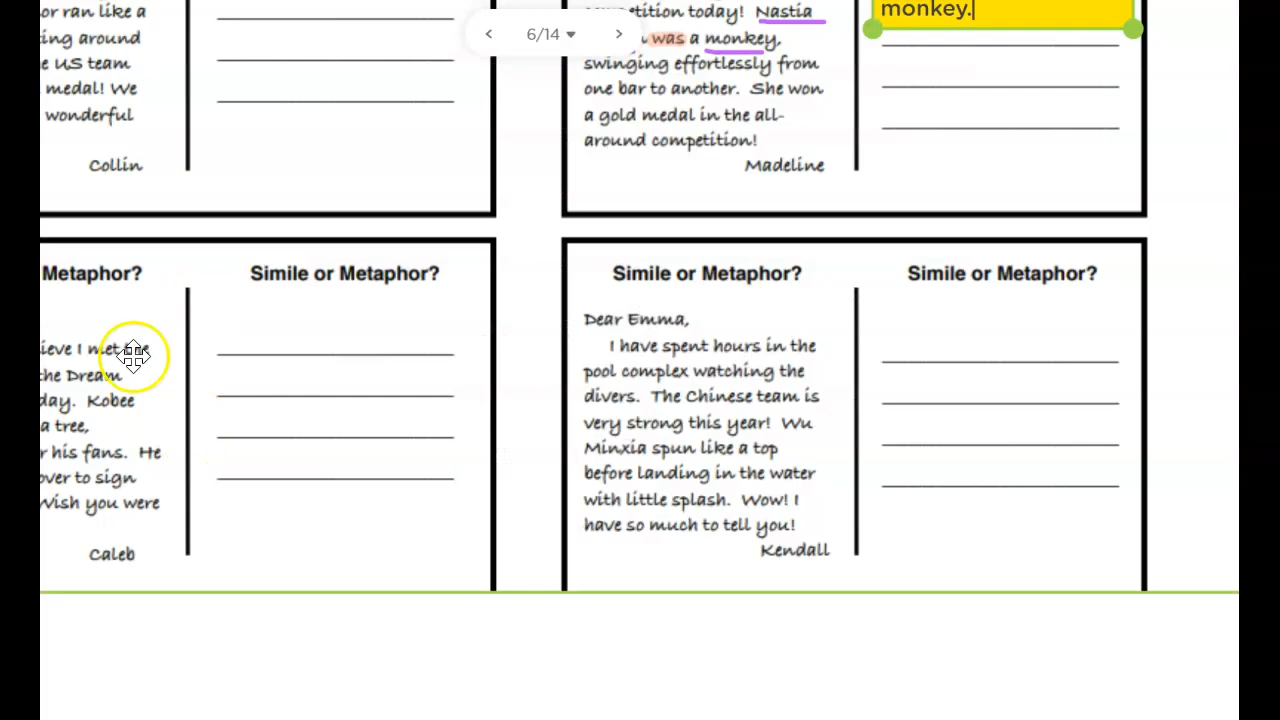 or ran like a
ing around
e US team
medal! We
wonderful
Collin
6/14
petition today! Nastia
was a monkey,
swinging effortlessly from
one bar to another. She won
a gold medal in the all-
around competition!
Madeline
monkey.
Metaphor?
Simile or Metaphor?
ieve I met the
the Dream
day. Kobee
a tree,
r his fans. He
over to sign
Wish you were
Caleb
Simile or Metaphor?
Simile or Metaphor?
Dear Emma,
I have spent hours in the
pool complex watching the
divers. The Chinese team is
very strong this year! Wu
Minxia spun like a top
before landing in the water
with little splash. Wow! I
have so much to tell you!
Kendall